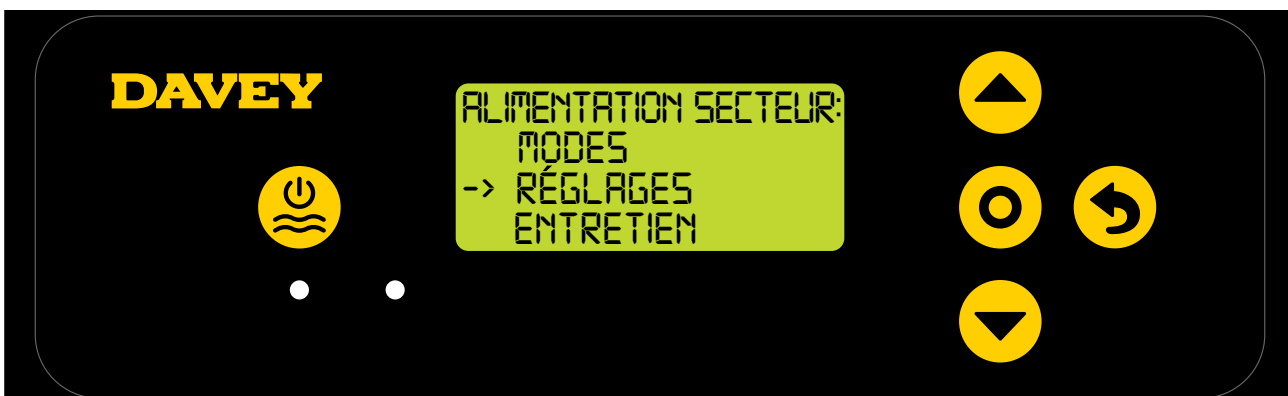 DAVEY
ALIMENTATION SECTEUR:
MODES
-> RÉGLAGES
ENTRETIEN